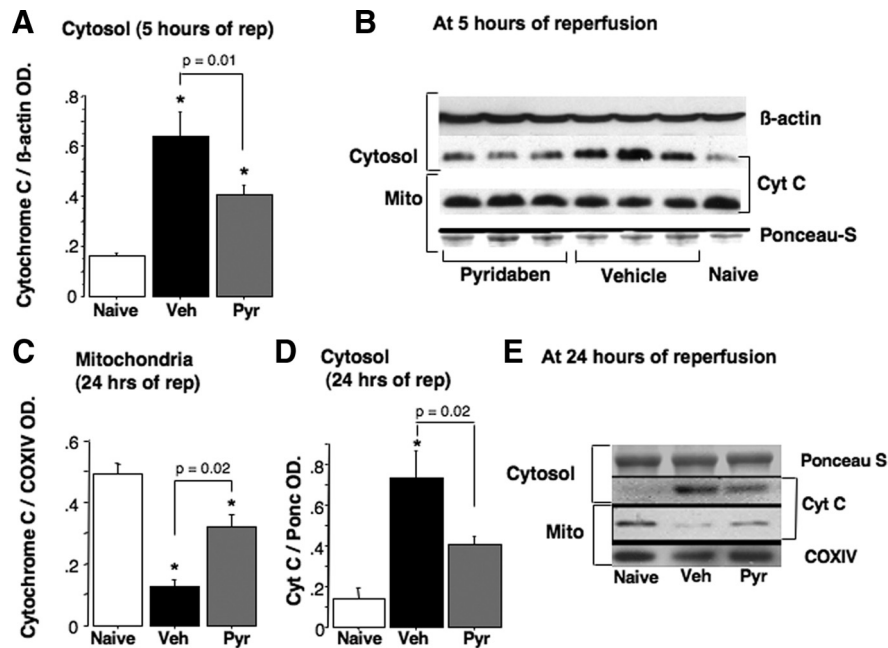 A
Cytosol (5 hours of rep)
p = 0.01
Cytochrome C / ß-actin OD.
.8
.6
.4
.2
0
*
*
Naive Veh Pyr
B
At 5 hours of reperfusion
ß-actin
Cytosol
Cyt C
Mito
Ponceau-S
Pyridaben Vehicle Naive
C
Mitochondria
(24 hrs of rep)
p = 0.02
Cytochrome C / COXIV OD.
.6
.4
.2
0
*
*
Naive Veh Pyr
D
Cytosol
(24 hrs of rep)
p = 0.02
Cyt C / Ponc OD.
.8
.6
.4
.2
0
*
Naive Veh Pyr
E
At 24 hours of reperfusion
Ponceau S
Cytosol
Cyt C
Mito
COXIV
Naive Veh Pyr